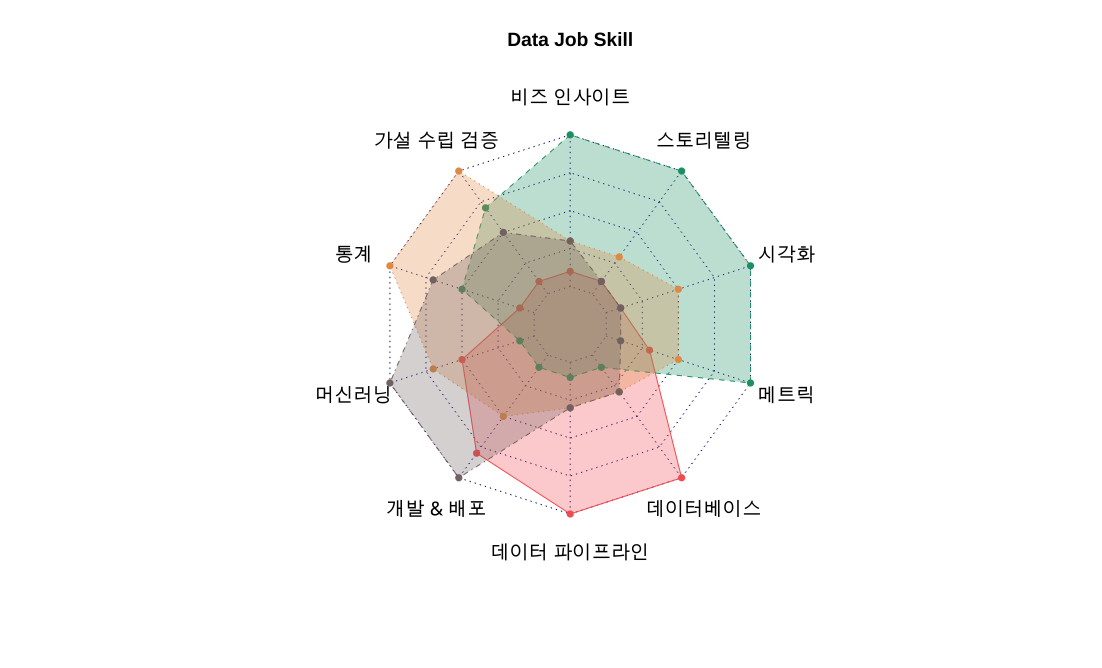 Data Job Skill
비즈 인사이트
가설 수립 검증
스토리텔링
통계
시각화
머신러닝
메트릭
개발 & 배포
데이터베이스
데이터 파이프라인